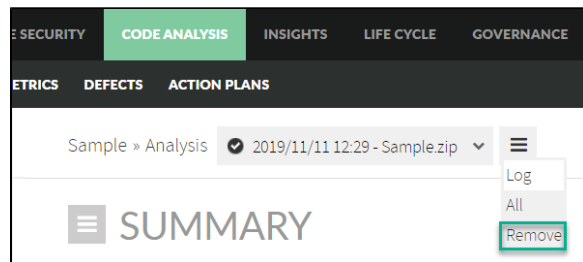 E SECURITY CODE ANALYSIS INSIGHTS LIFE CYCLE GOVERNANCE
ETRICS DEFECTS ACTION PLANS
Sample » Analysis 2019/11/11 12:29 - Sample.zip
Log
All
SUMMARY
Remove